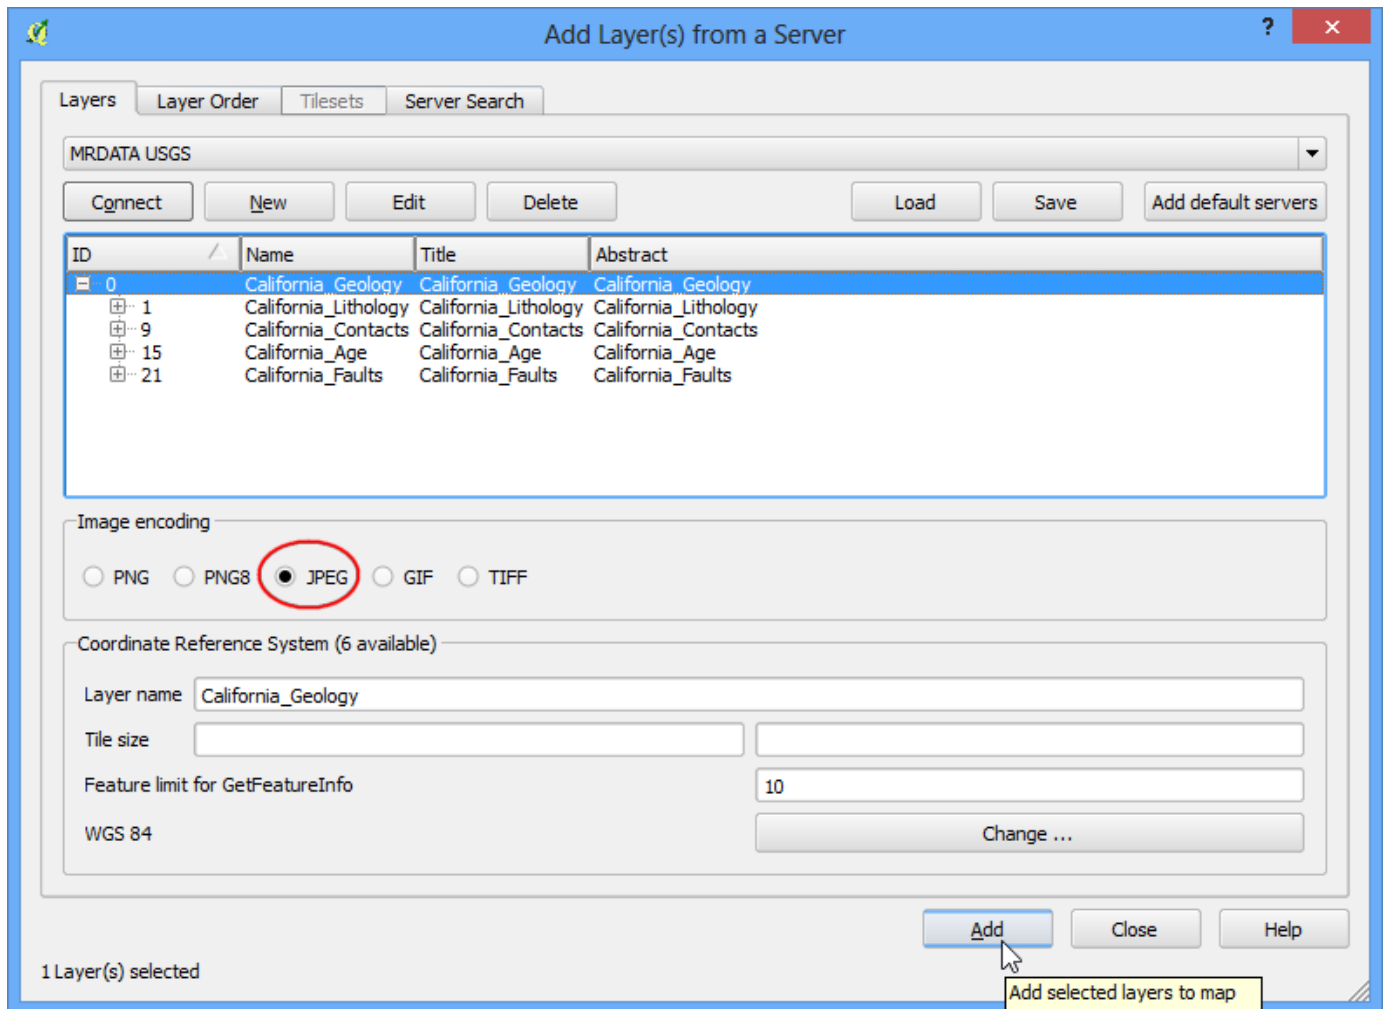 Add Layer(s) from a Server
?
Layers Layer Order Tilesets Server Search
MRDATA USGS
Connect New Edit Delete Load Save Add default servers
ID Name Title Abstract
0 California_Geology California_Geology California_Geology
1 California_Lithology California_Lithology California_Lithology
9 California_Contacts California_Contacts California_Contacts
15 California_Age California_Age California_Age
21 California_Faults California_Faults California_Faults
Image encoding
PNG PNG8 JPEG GIF TIFF
Coordinate Reference System (6 available)
Layer name California_Geology
Tile size
Feature limit for GetFeatureInfo 10
WGS 84 Change ...
Add Close Help
1 Layer(s) selected
Add selected layers to map